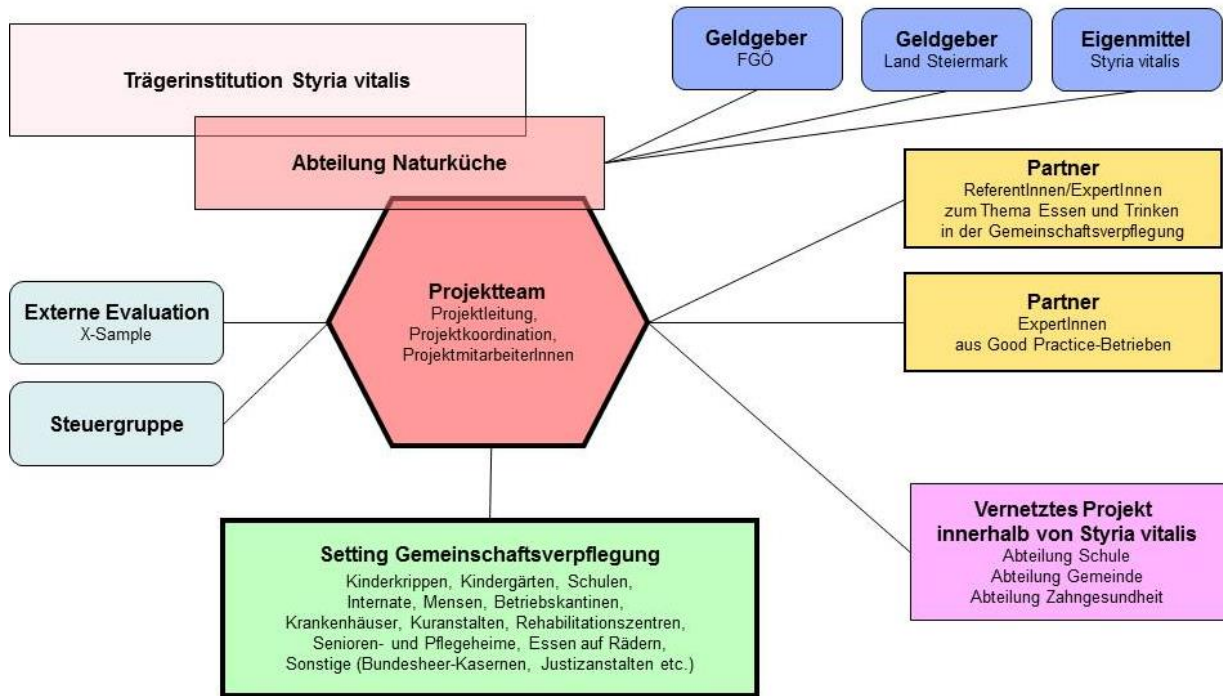 Trägerinstitution Styria vitalis
Abteilung Naturküche
Geldgeber
FGÖ
Geldgeber
Land Steiermark
Eigenmittel
Styria vitalis
Partner
ReferentInnen/ExpertInnen
zum Thema Essen und Trinken
in der Gemeinschaftsverpflegung
Externe Evaluation
X-Sample
Projektteam
Projektleitung,
Projektkoordination,
ProjektmitarbeiterInnen
Partner
ExpertInnen
aus Good Practice-Betrieben
Steuergruppe
Vernetztes Projekt
innerhalb von Styria vitalis
Abteilung Schule
Abteilung Gemeinde
Abteilung Zahngesundheit
Setting Gemeinschaftsverpflegung
Kinderkrippen, Kindergärten, Schulen,
Internate, Mensen, Betriebskantinen,
Krankenhäuser, Kuranstalten, Rehabilitationszentren,
Senioren- und Pflegeheime, Essen auf Rädern,
Sonstige (Bundesheer-Kasernen, Justizanstalten etc.)